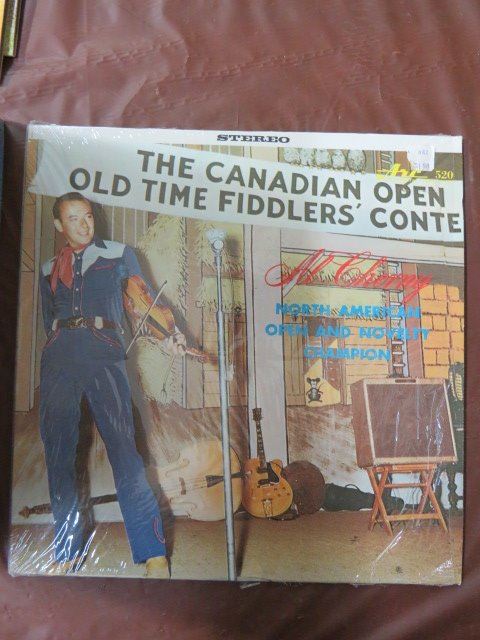 STEREO
THE CANADIAN OPEN
OLD TIME FIDDLERS' CONTE
Arc 520
Al Cherny
NORTH AMERICAN
OPEN AND NOVELTY
CHAMPION